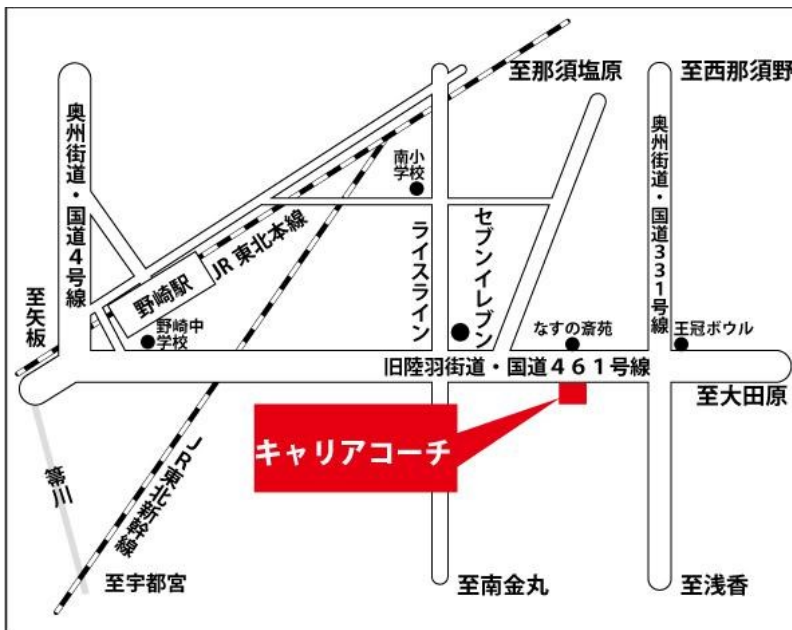 至那須塩原
至西那須野
奥州街道・国道4号線
南小
学校
奥州街道・国道331号線
JR 東北本線
ライスライン
セブンイレブン
野崎駅
至矢板
野崎中
学校
なすの斎苑
王冠ボウル
旧陸羽街道・国道461号線
至大田原
キャリアコーチ
JR東北新幹線
箒川
至宇都宮
至南金丸
至浅香